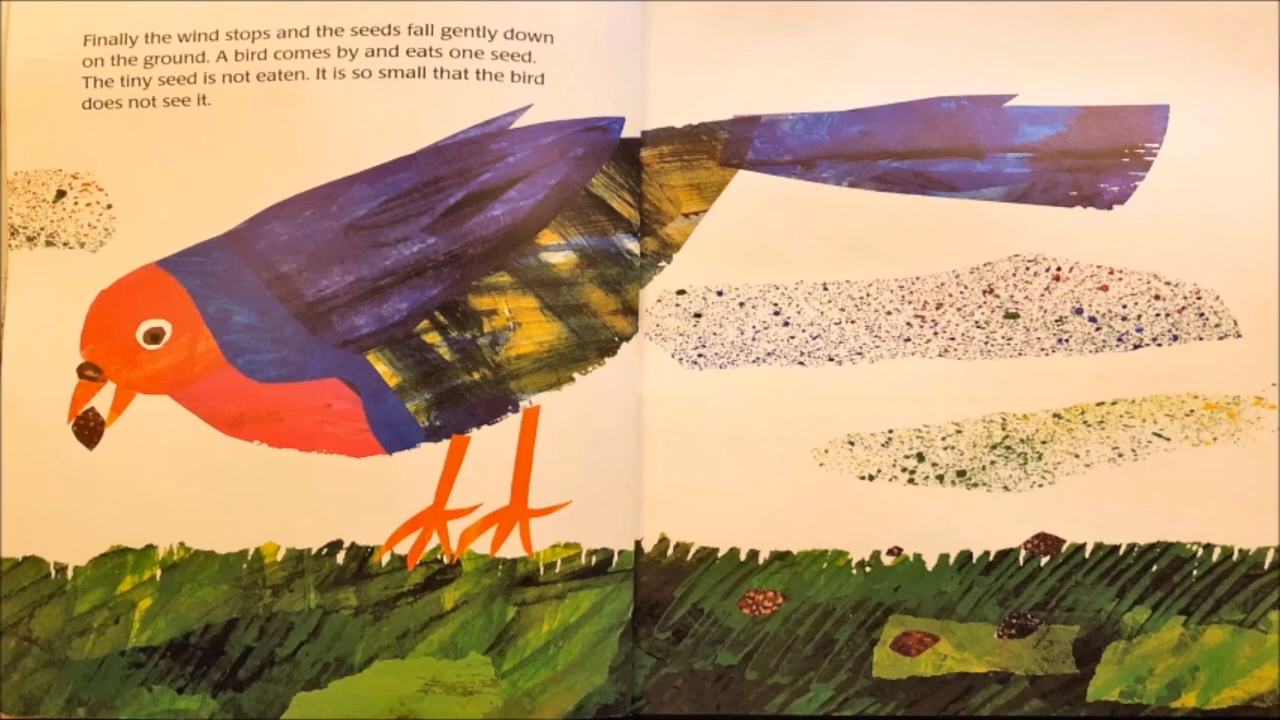 Finally the wind stops and the seeds fall gently down
on the ground. A bird comes by and eats one seed.
The tiny seed is not eaten. It is so small that the bird
does not see it.